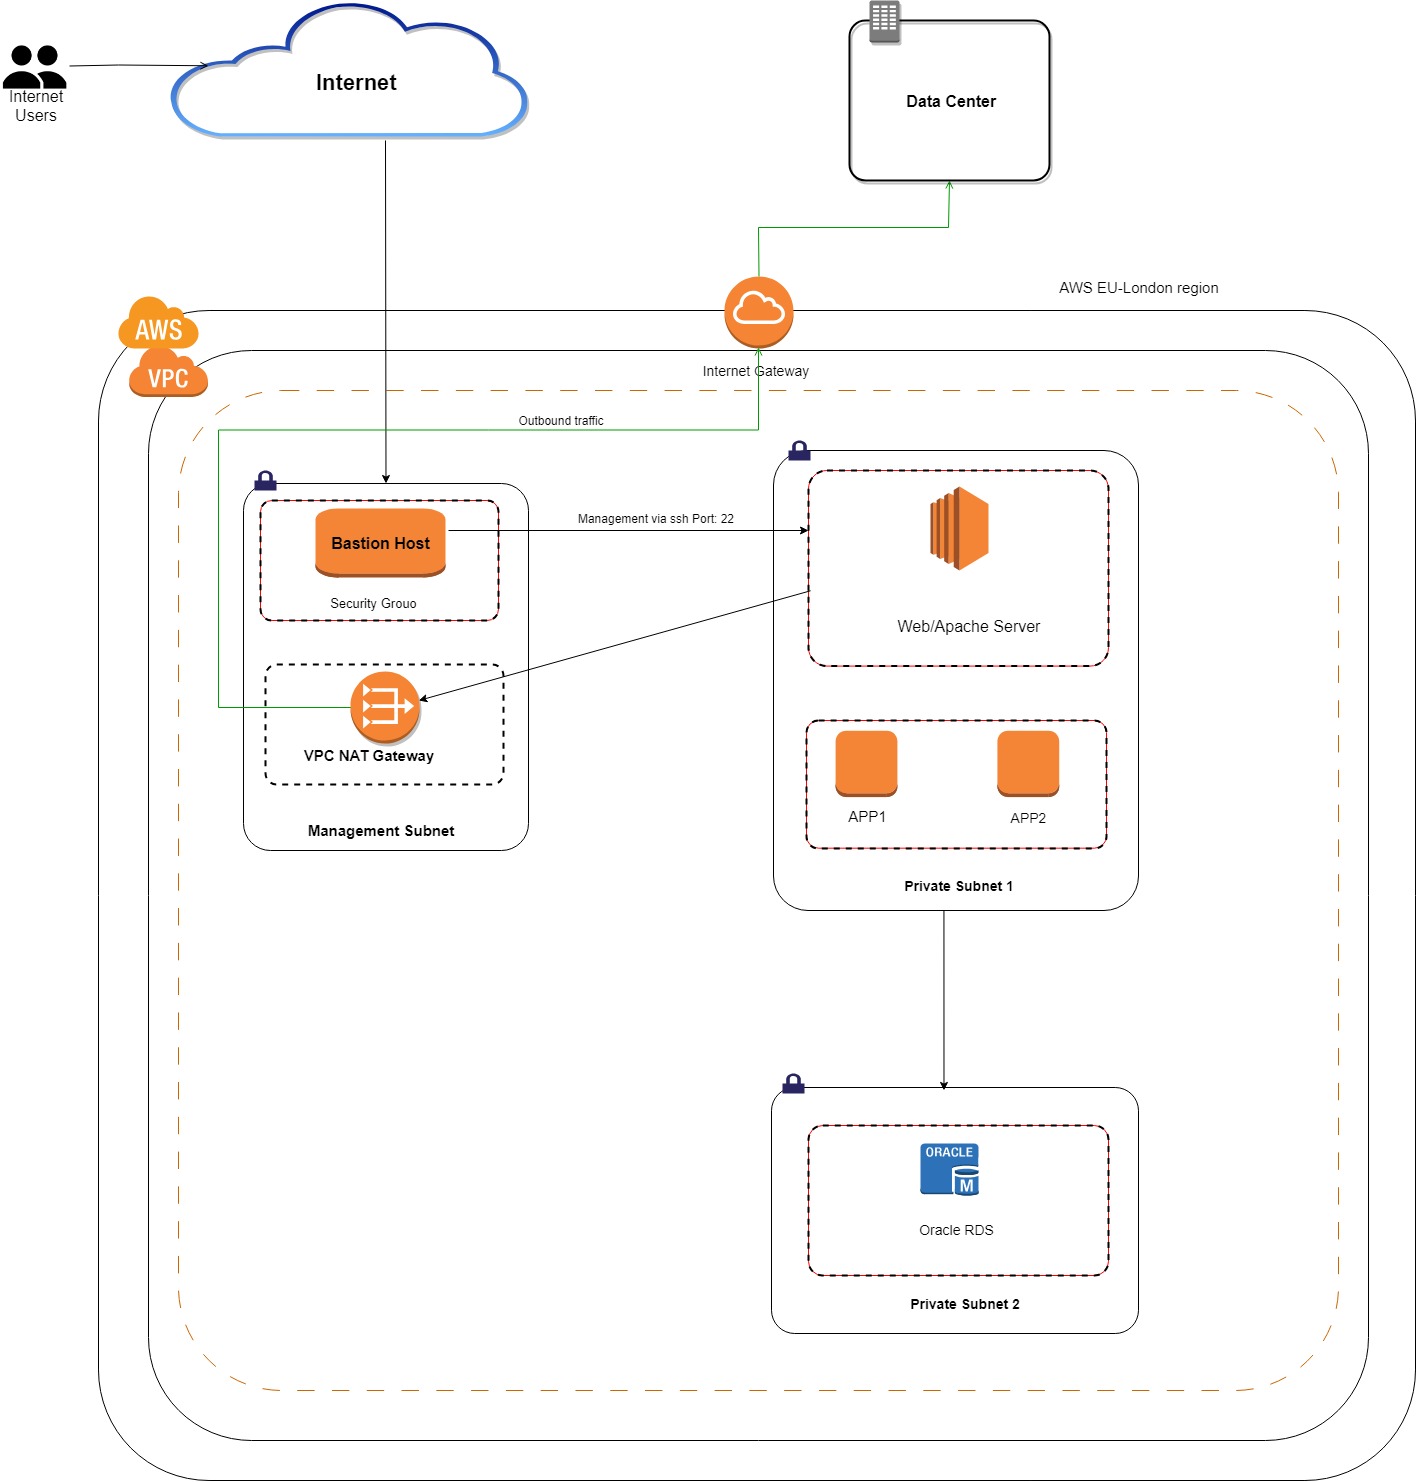 Internet
Data Center
Internet
Users
AWS EU-London region
AWS
VPC
Internet Gateway
Outbound traffic
Bastion Host
Management via ssh Port: 22
Security Grouo
Web/Apache Server
VPC NAT Gateway
APP1
APP2
Management Subnet
Private Subnet 1
ORACLE
M
Oracle RDS
Private Subnet 2